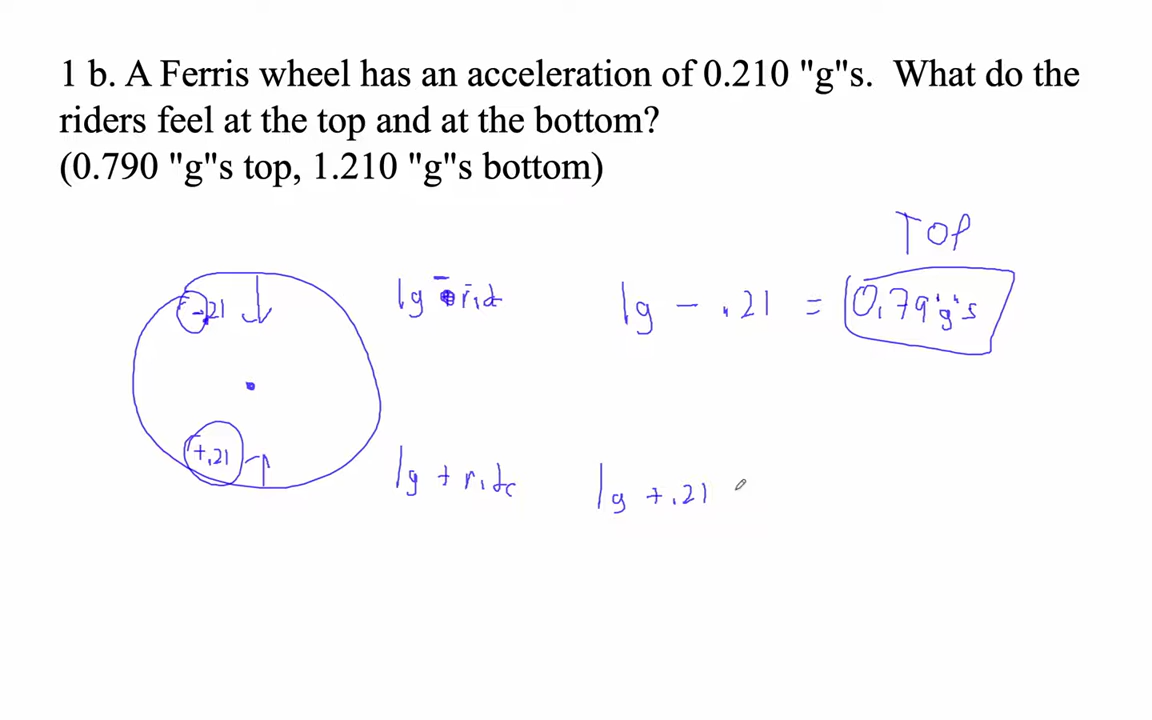 1 b. A Ferris wheel has an acceleration of 0.210 "g"s. What do the
riders feel at the top and at the bottom?
(0.790 "g"s top, 1.210 "g"s bottom)
TOP
-.21
1g - ride
1g - .21 = 0.79 "g"s
+.21
1g + ride
1g + .21